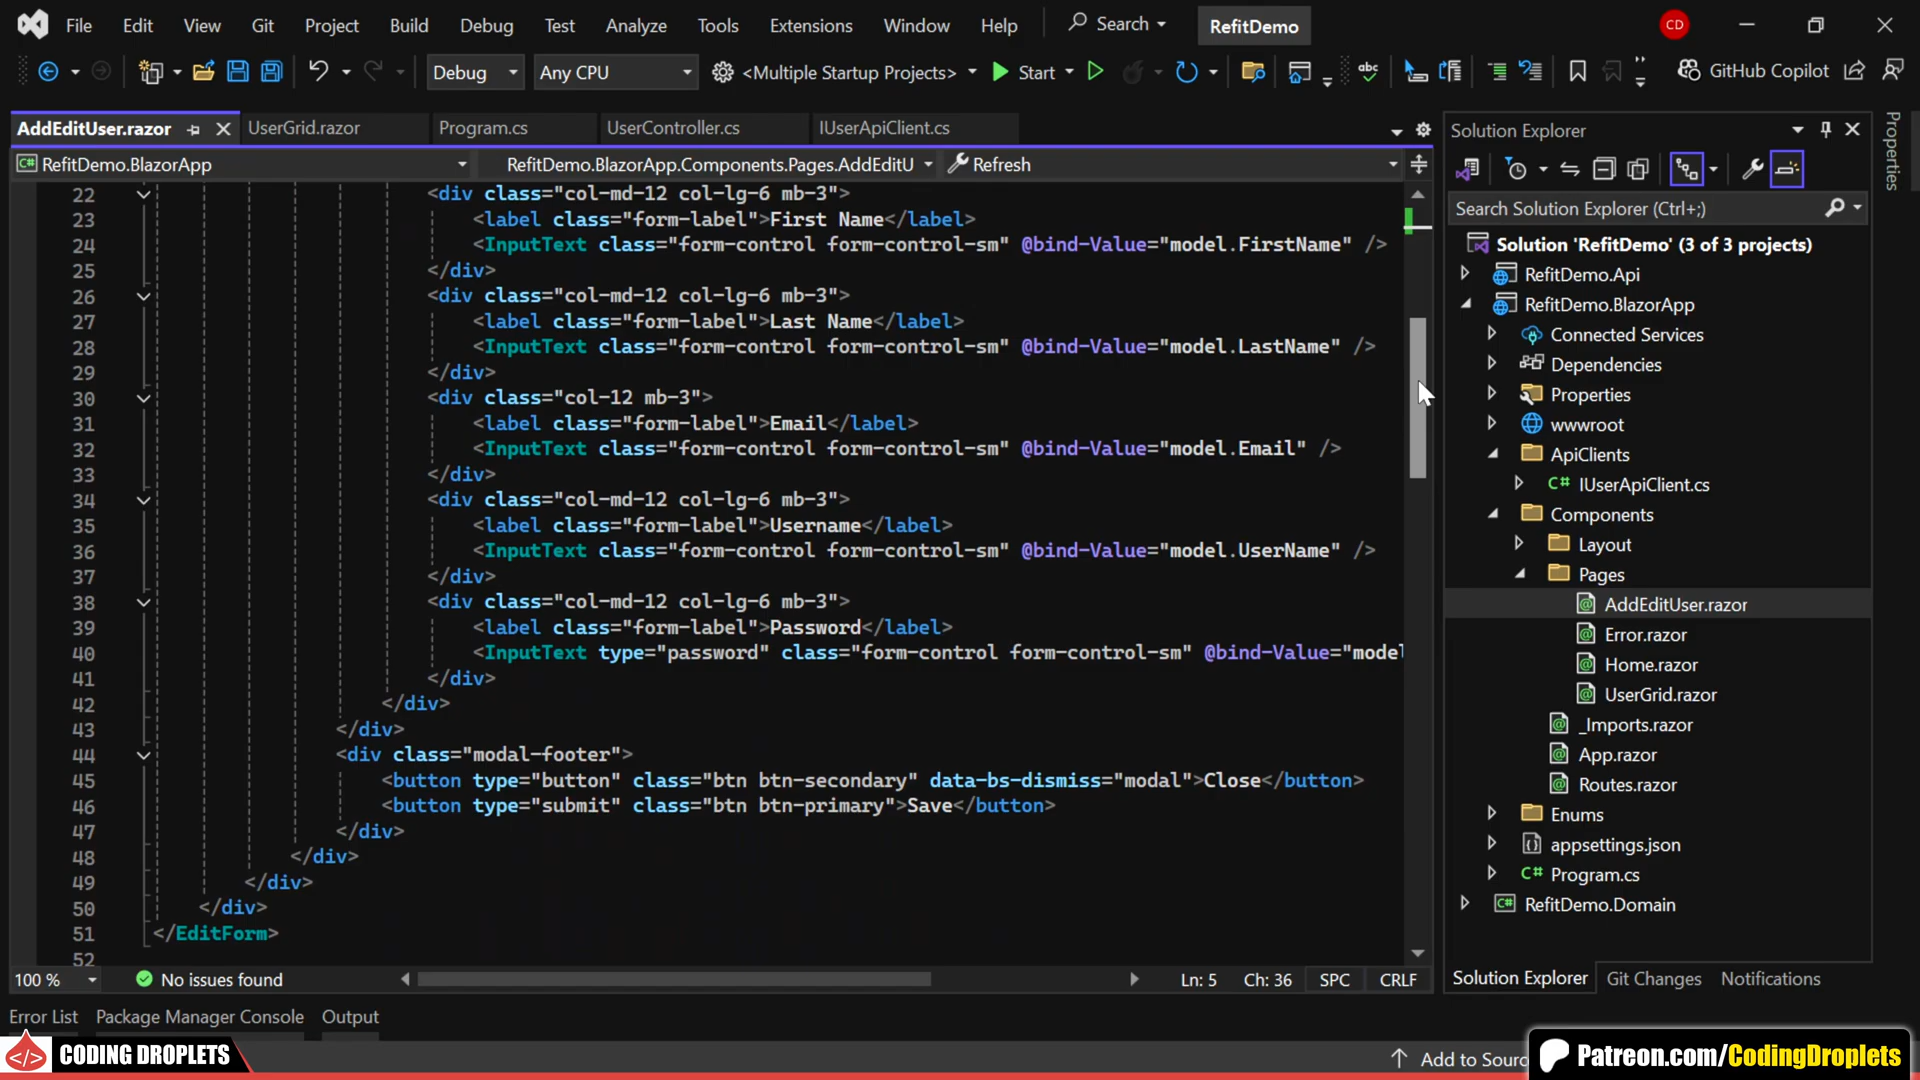 File Edit View Git Project Build Debug Test Analyze Tools Extensions Window Help Search RefitDemo CD
Debug Any CPU <Multiple Startup Projects> Start abc GitHub Copilot
AddEditUser.razor UserGrid.razor Program.cs UserController.cs IUserApiClient.cs
C# RefitDemo.BlazorApp RefitDemo.BlazorApp.Components.Pages.AddEditU Refresh
22 <div class="col-md-12 col-lg-6 mb-3">
23 <label class="form-label">First Name</label>
24 <InputText class="form-control form-control-sm" @bind-Value="model.FirstName" />
25 </div>
26 <div class="col-md-12 col-lg-6 mb-3">
27 <label class="form-label">Last Name</label>
28 <InputText class="form-control form-control-sm" @bind-Value="model.LastName" />
29 </div>
30 <div class="col-12 mb-3">
31 <label class="form-label">Email</label>
32 <InputText class="form-control form-control-sm" @bind-Value="model.Email" />
33 </div>
34 <div class="col-md-12 col-lg-6 mb-3">
35 <label class="form-label">Username</label>
36 <InputText class="form-control form-control-sm" @bind-Value="model.UserName" />
37 </div>
38 <div class="col-md-12 col-lg-6 mb-3">
39 <label class="form-label">Password</label>
40 <InputText type="password" class="form-control form-control-sm" @bind-Value="model
41 </div>
42 </div>
43 </div>
44 <div class="modal-footer">
45 <button type="button" class="btn btn-secondary" data-bs-dismiss="modal">Close</button>
46 <button type="submit" class="btn btn-primary">Save</button>
47 </div>
48 </div>
49 </div>
50 </div>
51 </EditForm>
52
100 % No issues found Ln: 5 Ch: 36 SPC CRLF
Error List Package Manager Console Output
Solution Explorer
Search Solution Explorer (Ctrl+;)
Solution 'RefitDemo' (3 of 3 projects)
RefitDemo.Api
RefitDemo.BlazorApp
Connected Services
Dependencies
Properties
wwwroot
ApiClients
C# IUserApiClient.cs
Components
Layout
Pages
AddEditUser.razor
Error.razor
Home.razor
UserGrid.razor
_Imports.razor
App.razor
Routes.razor
Enums
appsettings.json
C# Program.cs
C# RefitDemo.Domain
Solution Explorer Git Changes Notifications
Properties
</> CODING DROPLETS
Add to Sourc
Patreon.com/CodingDroplets